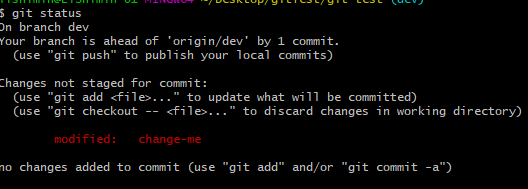 MINGW64 ~/Desktop/gitTest/git-test (dev)
$ git status
On branch dev
Your branch is ahead of 'origin/dev' by 1 commit.
(use "git push" to publish your local commits)
Changes not staged for commit:
(use "git add <file>..." to update what will be committed)
(use "git checkout -- <file>..." to discard changes in working directory)
modified: change-me
no changes added to commit (use "git add" and/or "git commit -a")